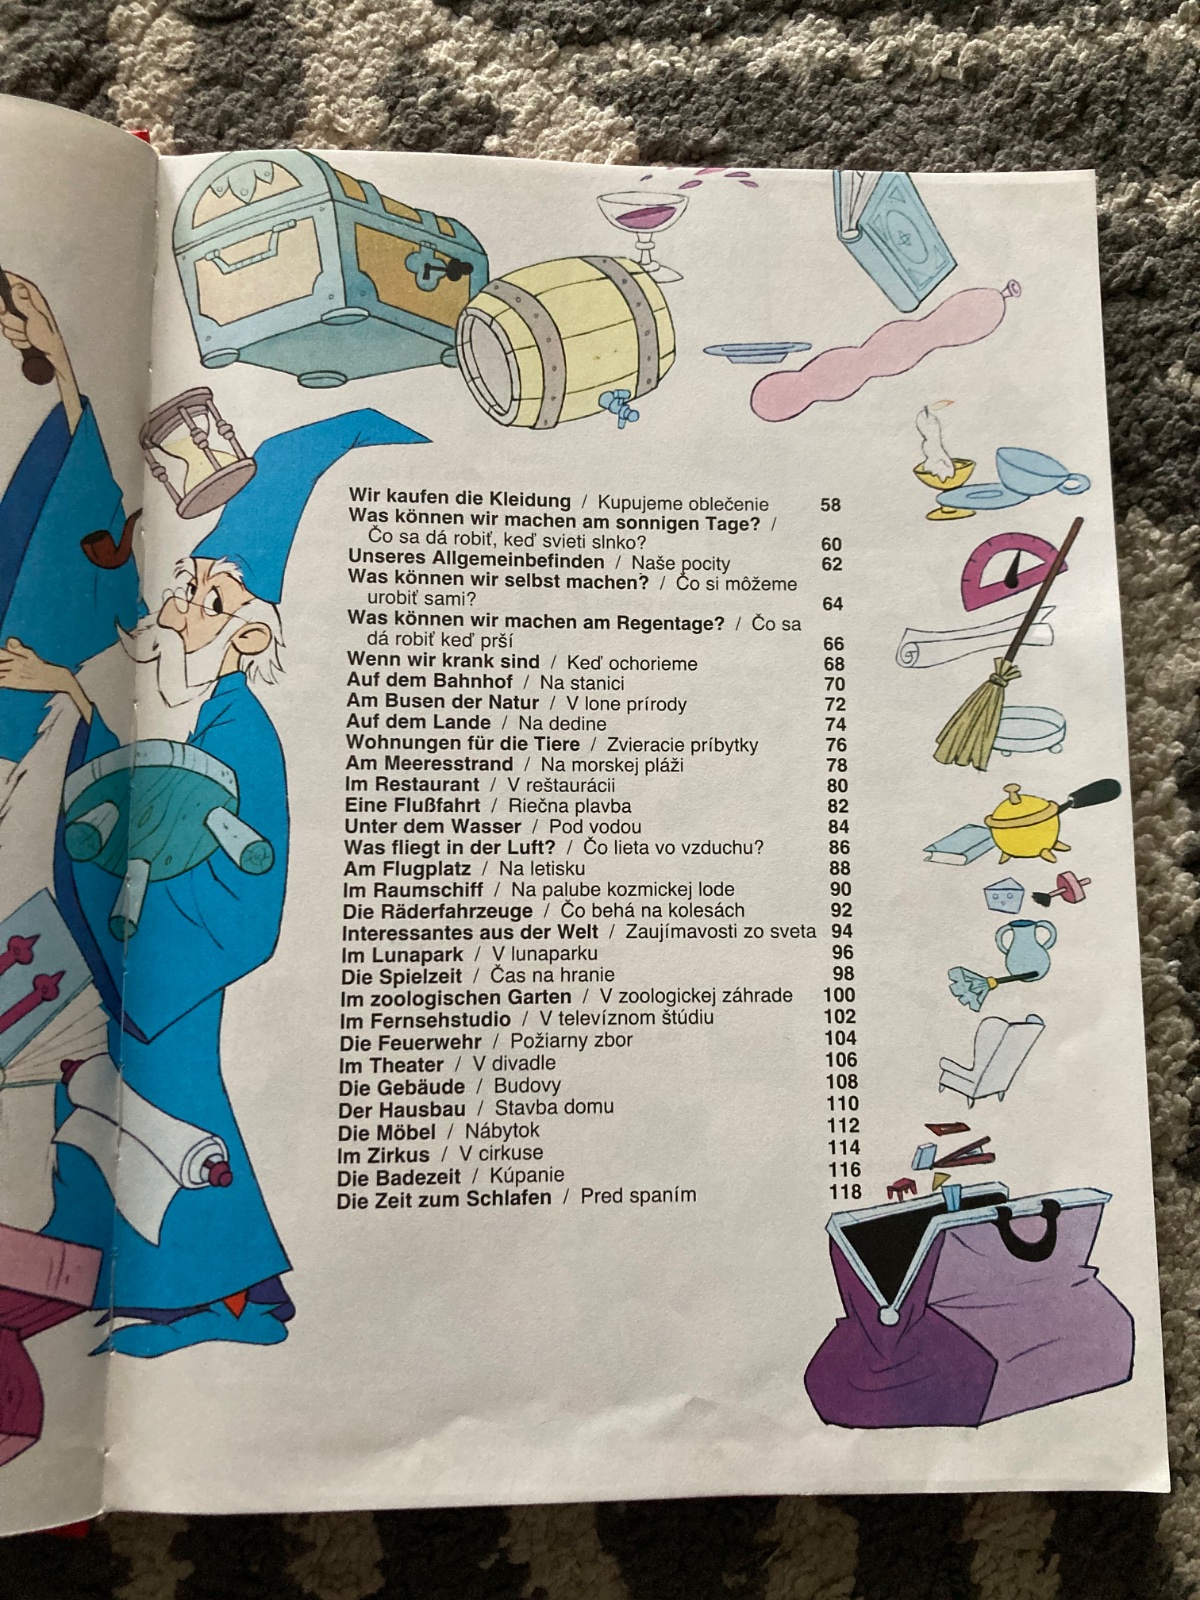 Wir kaufen die Kleidung / Kupujeme oblečenie 58
Was können wir machen am sonnigen Tage? /
Čo sa dá robiť, keď svieti slnko? 60
Unseres Allgemeinbefinden / Naše pocity 62
Was können wir selbst machen? / Čo si môžeme
urobiť sami? 64
Was können wir machen am Regentage? / Čo sa
dá robiť keď prší 66
Wenn wir krank sind / Keď ochorieme 68
Auf dem Bahnhof / Na stanici 70
Am Busen der Natur / V lone prírody 72
Auf dem Lande / Na dedine 74
Wohnungen für die Tiere / Zvieracie príbytky 76
Am Meeresstrand / Na morskej pláži 78
Im Restaurant / V reštaurácii 80
Eine Flußfahrt / Riečna plavba 82
Unter dem Wasser / Pod vodou 84
Was fliegt in der Luft? / Čo lieta vo vzduchu? 86
Am Flugplatz / Na letisku 88
Im Raumschiff / Na palube kozmickej lode 90
Die Räderfahrzeuge / Čo behá na kolesách 92
Interessantes aus der Welt / Zaujímavosti zo sveta 94
Im Lunapark / V lunaparku 96
Die Spielzeit / Čas na hranie 98
Im zoologischen Garten / V zoologickej záhrade 100
Im Fernsehstudio / V televíznom štúdiu 102
Die Feuerwehr / Požiarny zbor 104
Im Theater / V divadle 106
Die Gebäude / Budovy 108
Der Hausbau / Stavba domu 110
Die Möbel / Nábytok 112
Im Zirkus / V cirkuse 114
Die Badezeit / Kúpanie 116
Die Zeit zum Schlafen / Pred spaním 118